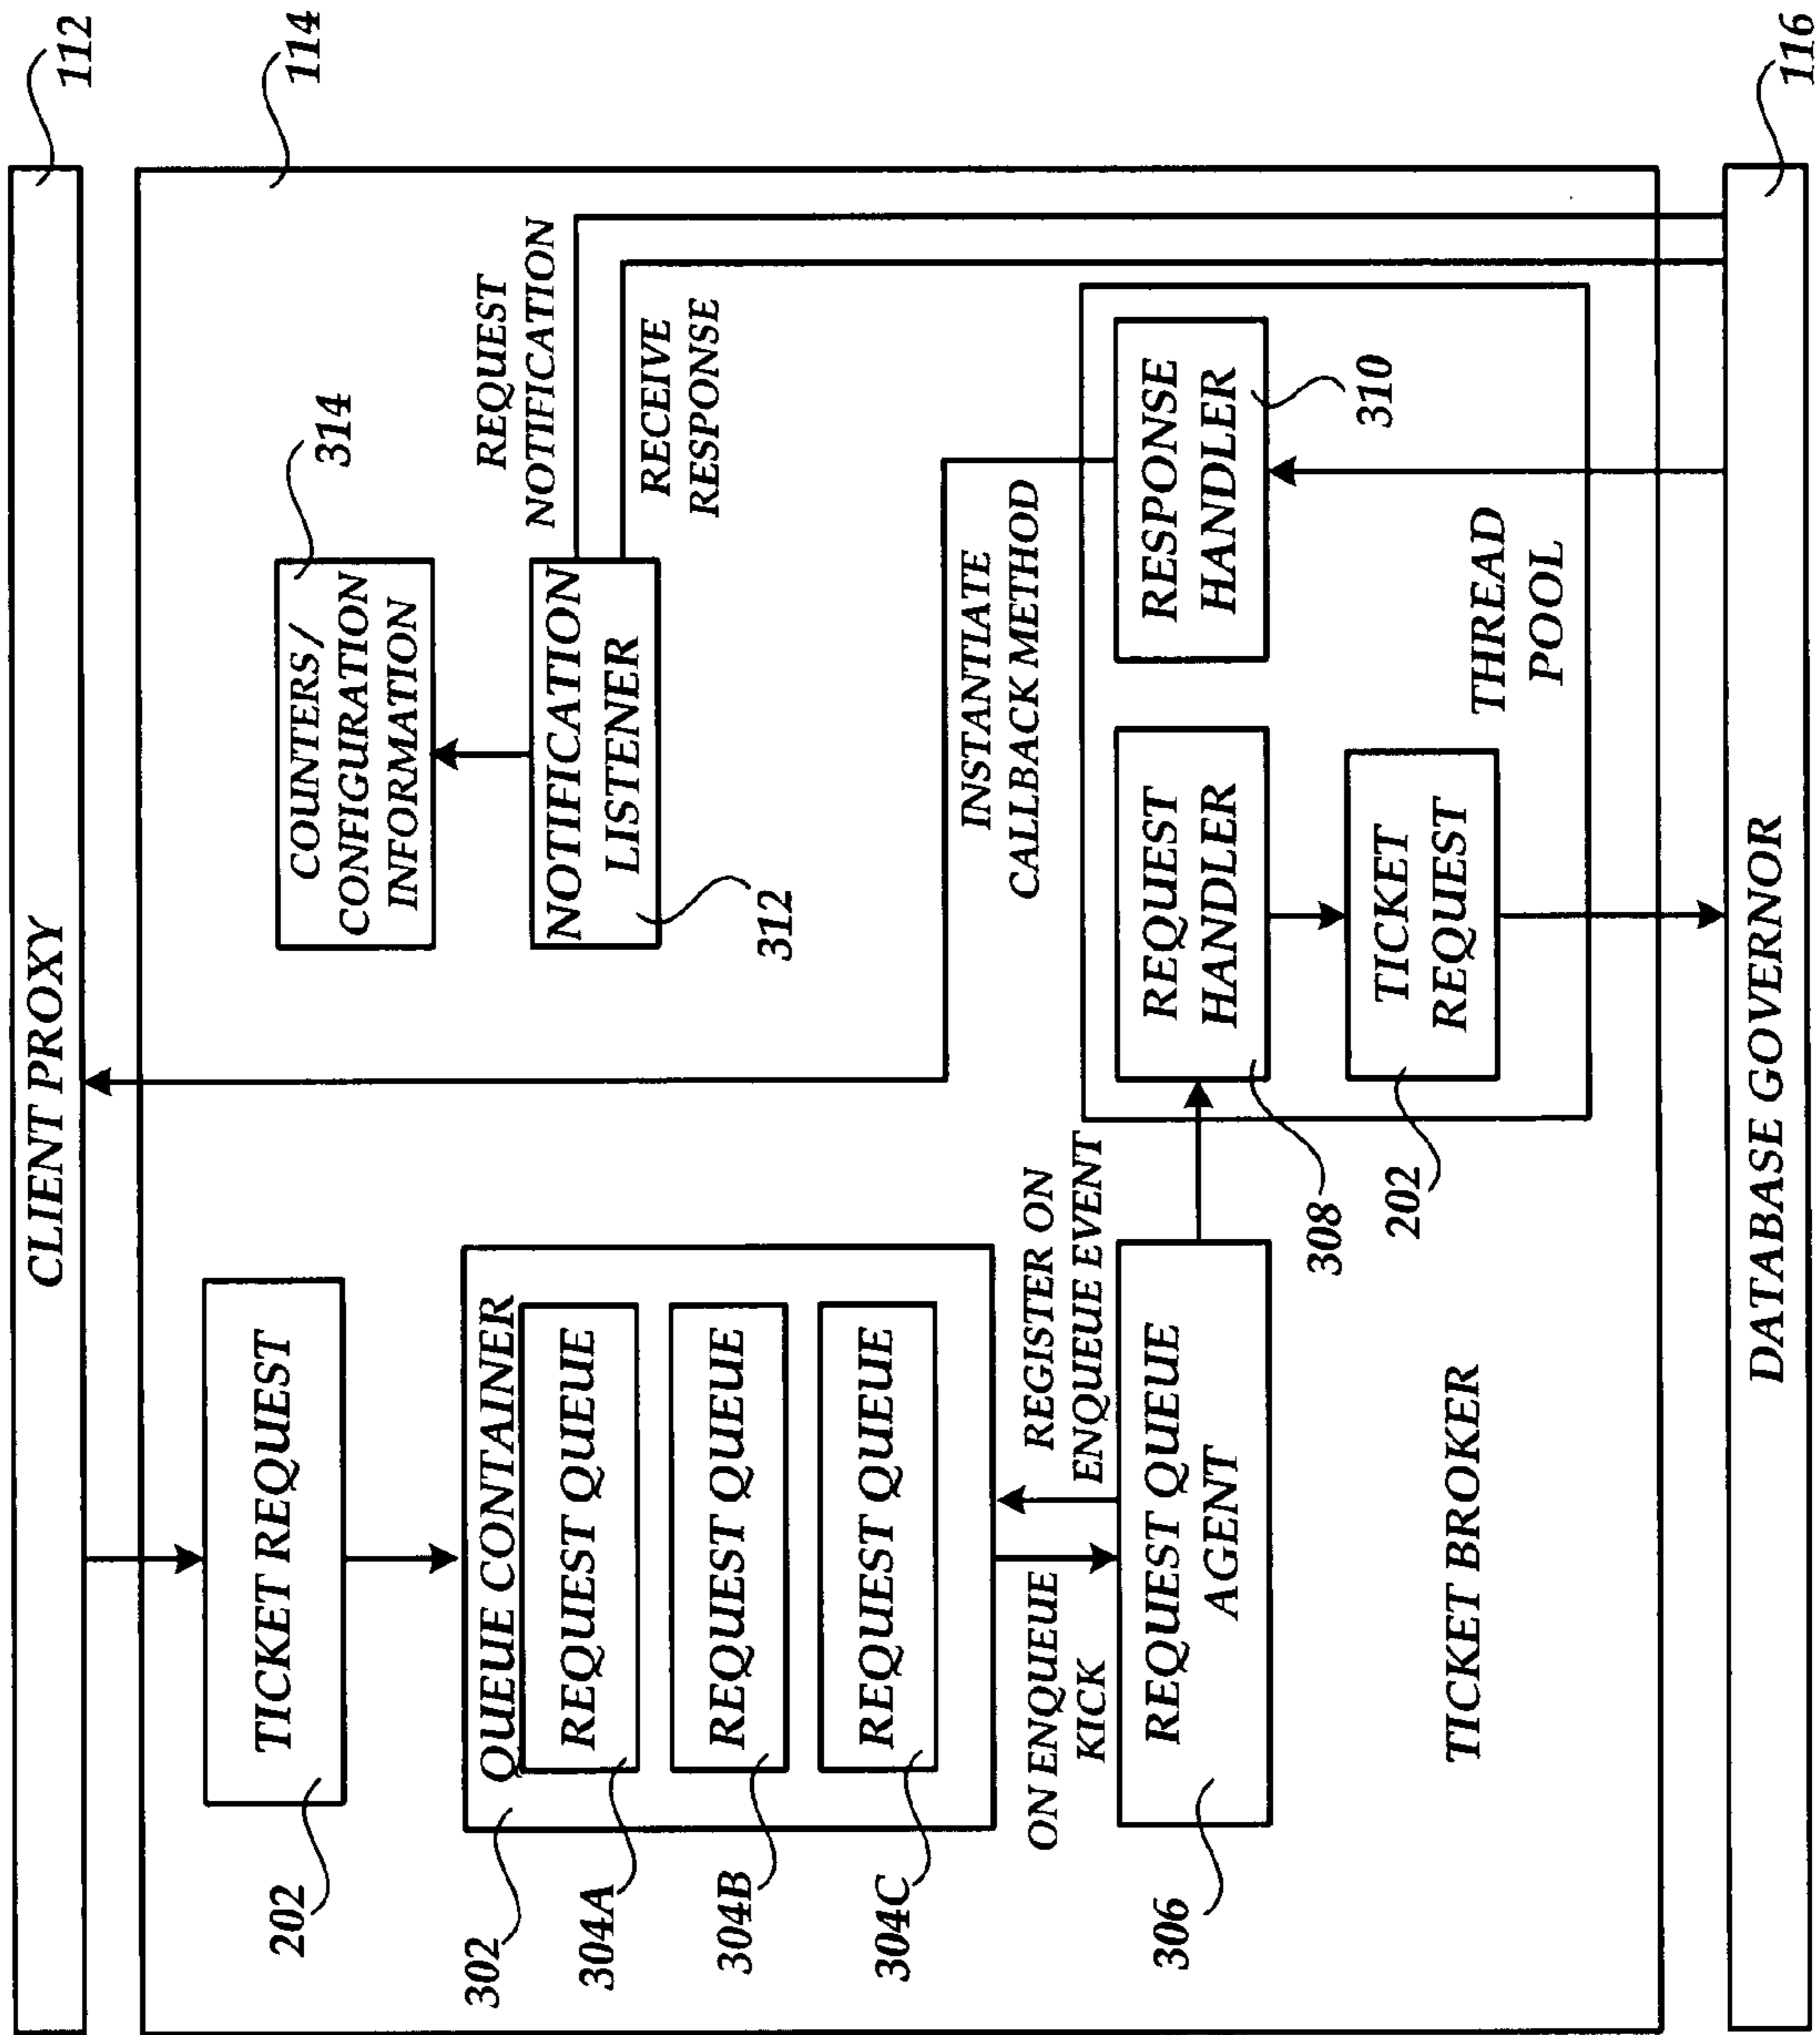 CLIENT PROXY
112
114
TICKET REQUEST
202
QUEUE CONTAINER
302
REQUEST QUEUE
304A
REQUEST QUEUE
304B
REQUEST QUEUE
304C
ON ENQUEUE
KICK
REGISTER ON
ENQUEUE EVENT
REQUEST QUEUE
AGENT
306
TICKET BROKER
COUNTERS/
CONFIGURATION
INFORMATION
314
NOTIFICATION
LISTENER
312
REQUEST
NOTIFICATION
RECEIVE
RESPONSE
INSTANTIATE
CALLBACK METHOD
REQUEST
HANDLER
308
TICKET
REQUEST
202
RESPONSE
HANDLER
310
THREAD
POOL
DATABASE GOVERNOR
116